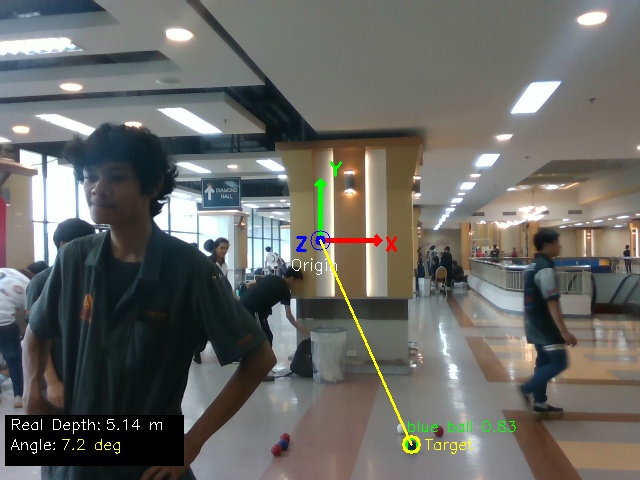 DIAMOND
HALL
Y
Z
X
Origin
blue ball 0.83
Target
Real Depth: 5.14 m
Angle: 7.2 deg